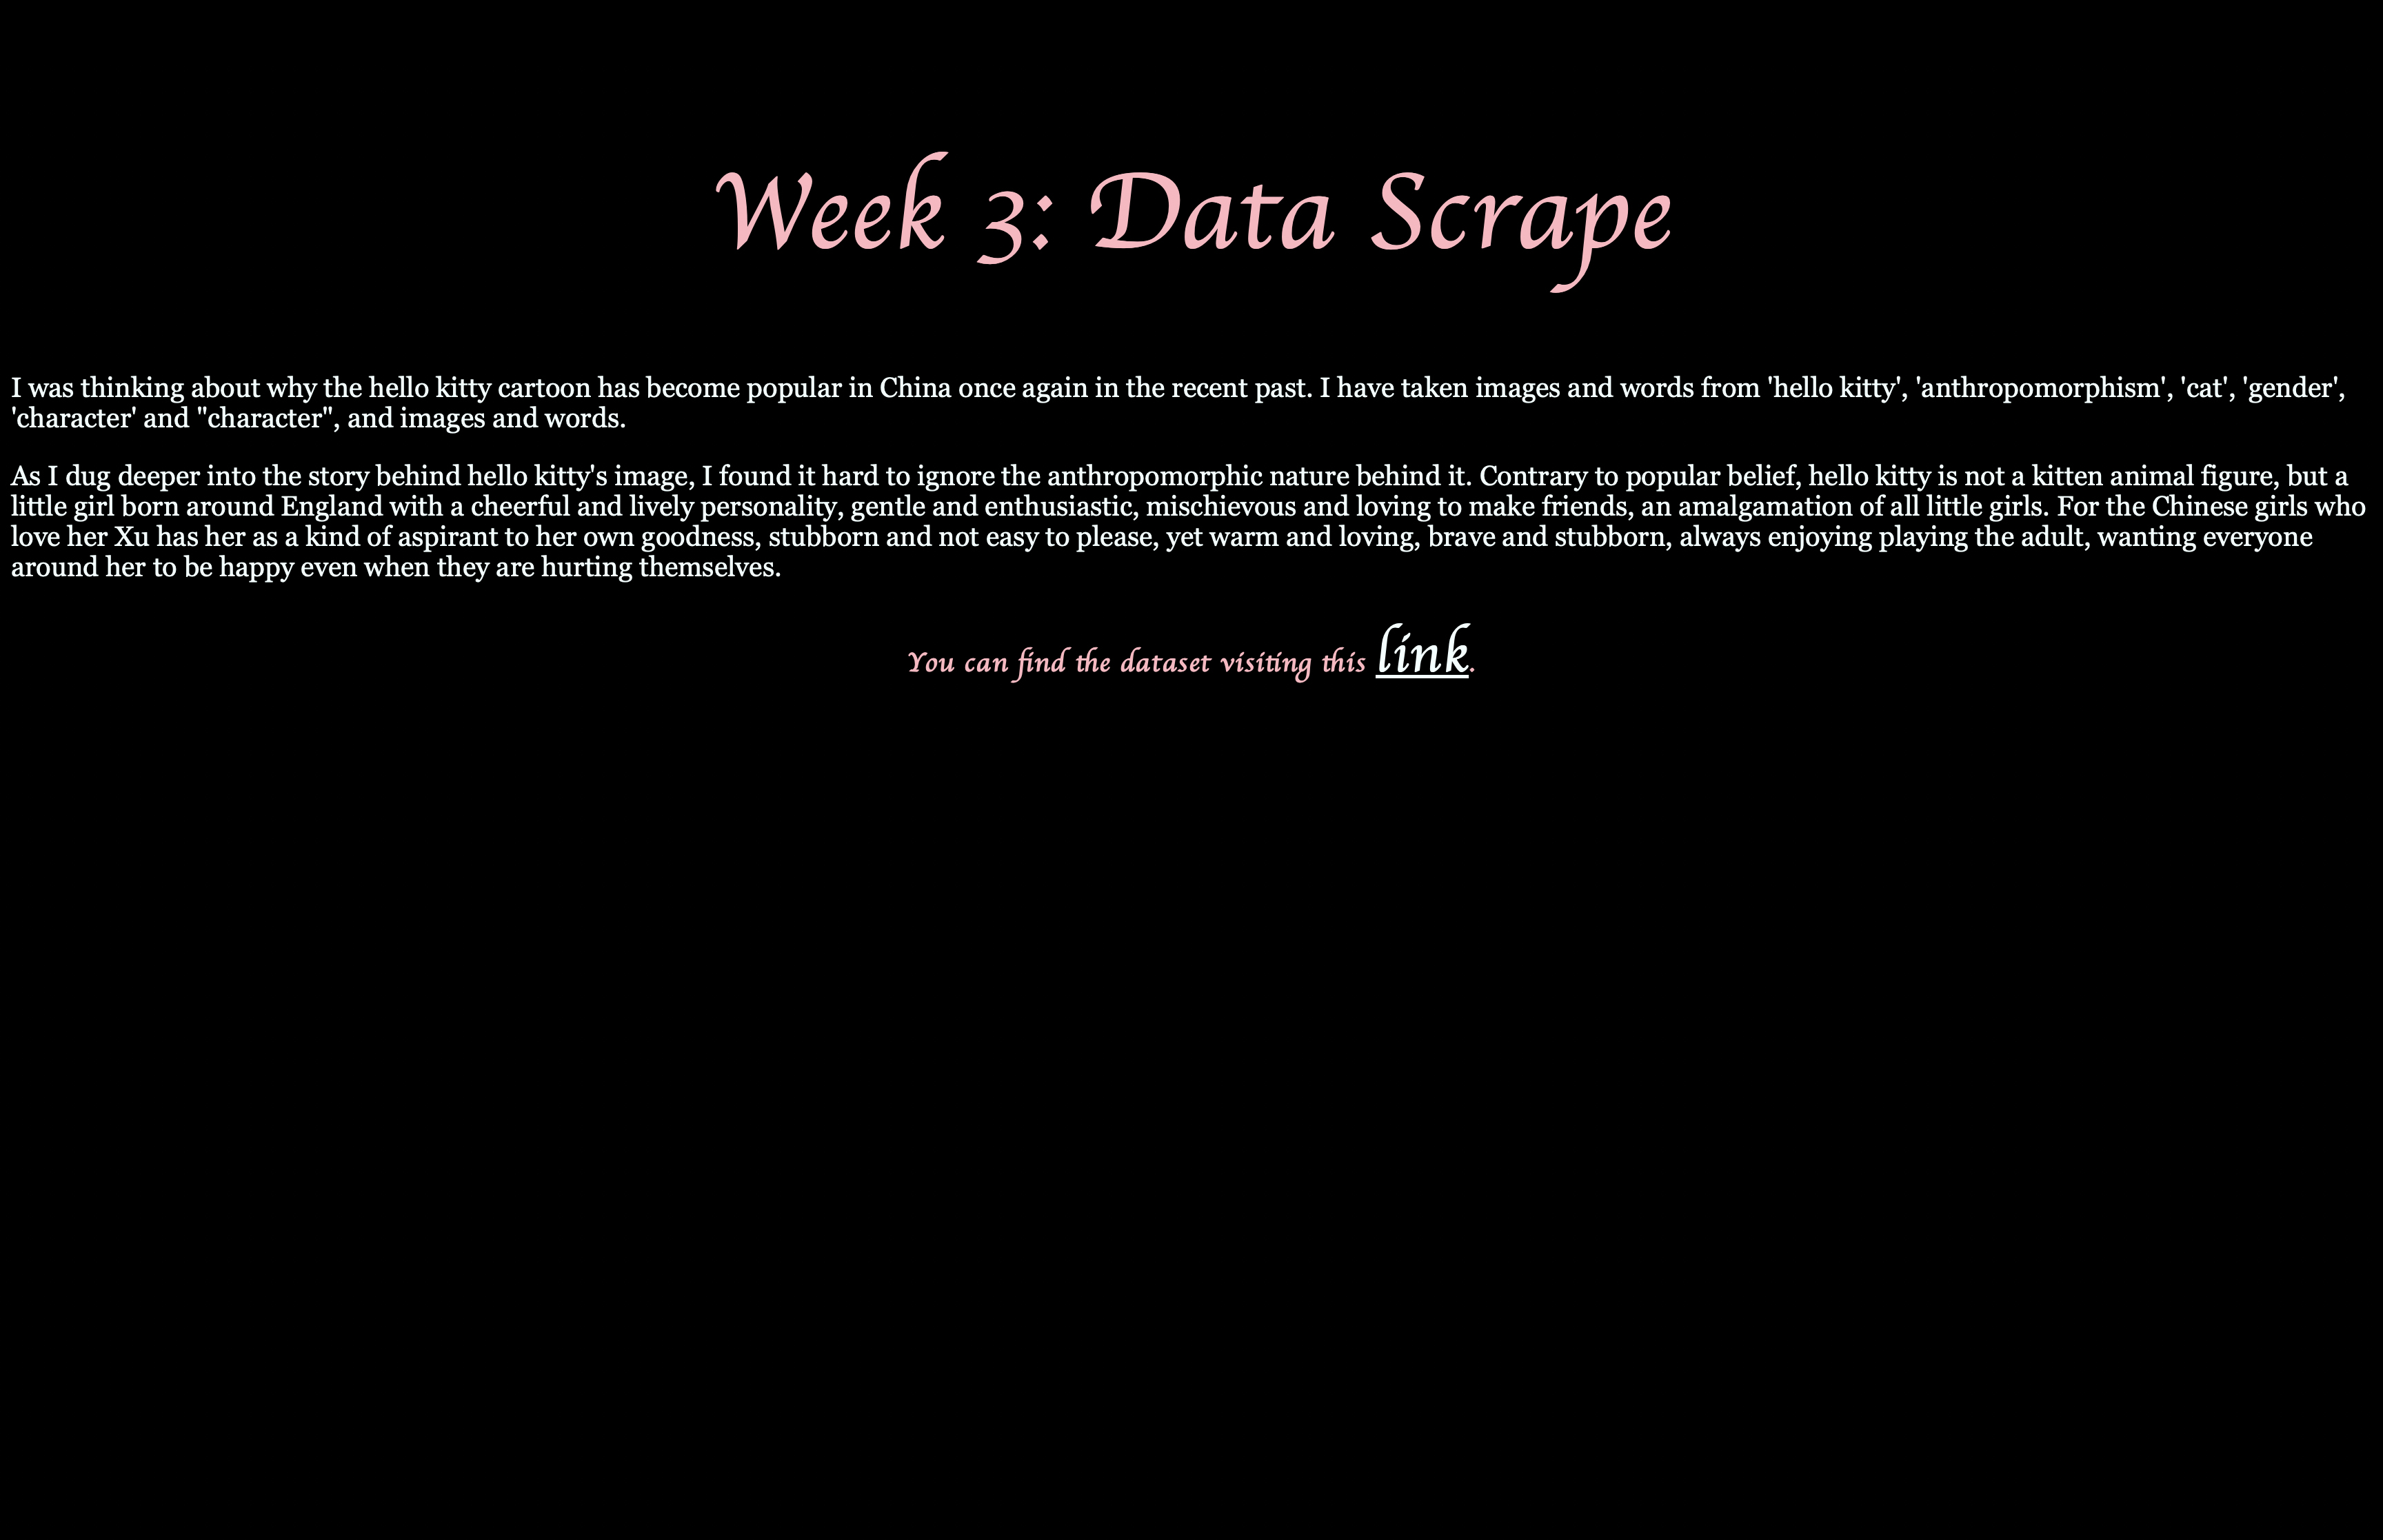 Week 3: Data Scrape
I was thinking about why the hello kitty cartoon has become popular in China once again in the recent past. I have taken images and words from 'hello kitty', 'anthropomorphism', 'cat', 'gender',
'character' and "character", and images and words.
As I dug deeper into the story behind hello kitty's image, I found it hard to ignore the anthropomorphic nature behind it. Contrary to popular belief, hello kitty is not a kitten animal figure, but a
little girl born around England with a cheerful and lively personality, gentle and enthusiastic, mischievous and loving to make friends, an amalgamation of all little girls. For the Chinese girls who
love her Xu has her as a kind of aspirant to her own goodness, stubborn and not easy to please, yet warm and loving, brave and stubborn, always enjoying playing the adult, wanting everyone
around her to be happy even when they are hurting themselves.
You can find the dataset visiting this link.